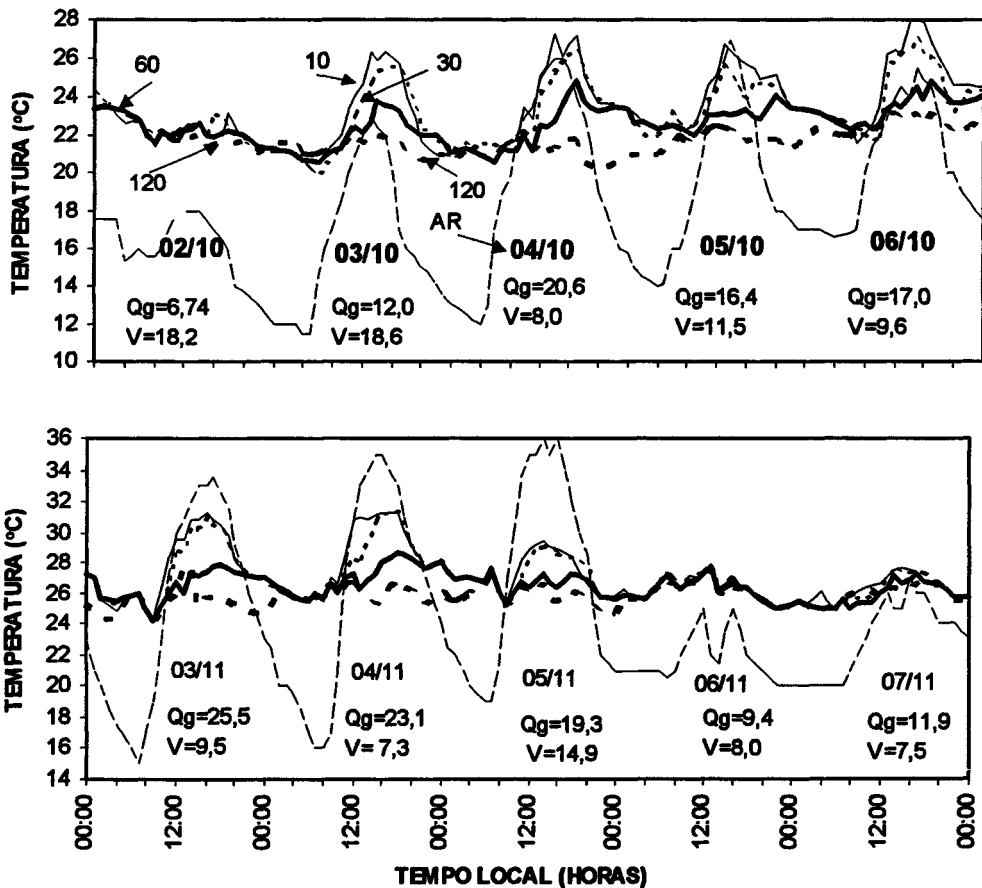 TEMPERATURA (ºC)
28
26
24
22
20
18
16
14
12
10
60
10
30
120
120
AR
02/10
Qg=6,74
V=18,2
03/10
Qg=12,0
V=18,6
04/10
Qg=20,6
V=8,0
05/10
Qg=16,4
V=11,5
06/10
Qg=17,0
V=9,6
TEMPERATURA (ºC)
36
34
32
30
28
26
24
22
20
18
16
14
03/11
Qg=25,5
V=9,5
04/11
Qg=23,1
V= 7,3
05/11
Qg=19,3
V=14,9
06/11
Qg=9,4
V=8,0
07/11
Qg=11,9
V=7,5
00:00
12:00
00:00
12:00
00:00
12:00
00:00
12:00
00:00
12:00
00:00
TEMPO LOCAL (HORAS)